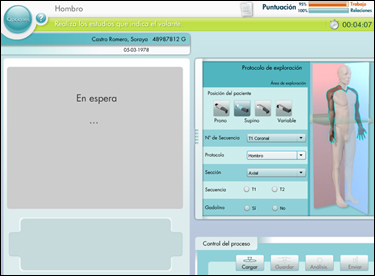 Opciones
?
Hombro
Puntuación 95% Trabajo
100% Relaciones
Realiza los estudios que indica el volante.
00:04:07
Castro Romero, Soraya 48987812 G
05-03-1978
En espera
...
Protocolo de exploración
Área de exploración
Posición del paciente
Prono Supino Variable
Nº de Secuencia T1 Coronal
Protocolo Hombro
Sección Axial
Secuencia T1 T2
Gadolinio Sí No
Control del proceso
Cargar Guardar Análisis Enviar